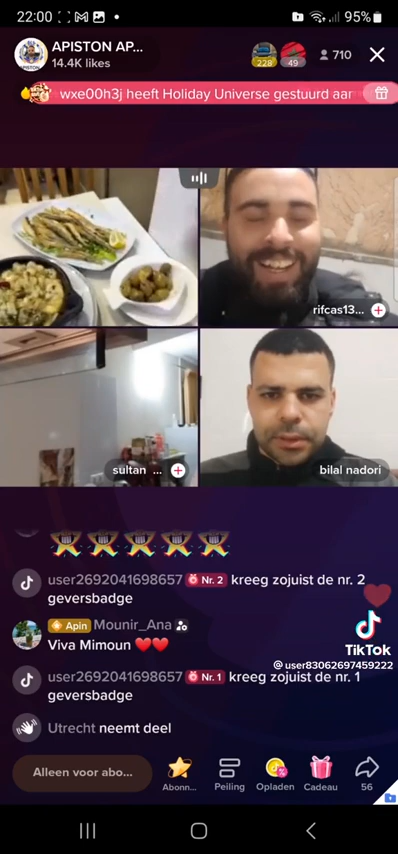 22:00
95%
APISTON AP...
14.4K likes
228
49
710
wxe00h3j heeft Holiday Universe gestuurd aan
rifcas13...
sultan ...
bilal nadori
user2692041698657 Nr. 2 kreeg zojuist de nr. 2
geversbadge
Apin Mounir_Ana
Viva Mimoun ❤️❤️
TikTok
@user83062697459222
user2692041698657 Nr. 1 kreeg zojuist de nr. 1
geversbadge
Utrecht neemt deel
Alleen voor abo...
Abonn...
Peiling
Opladen
Cadeau
56